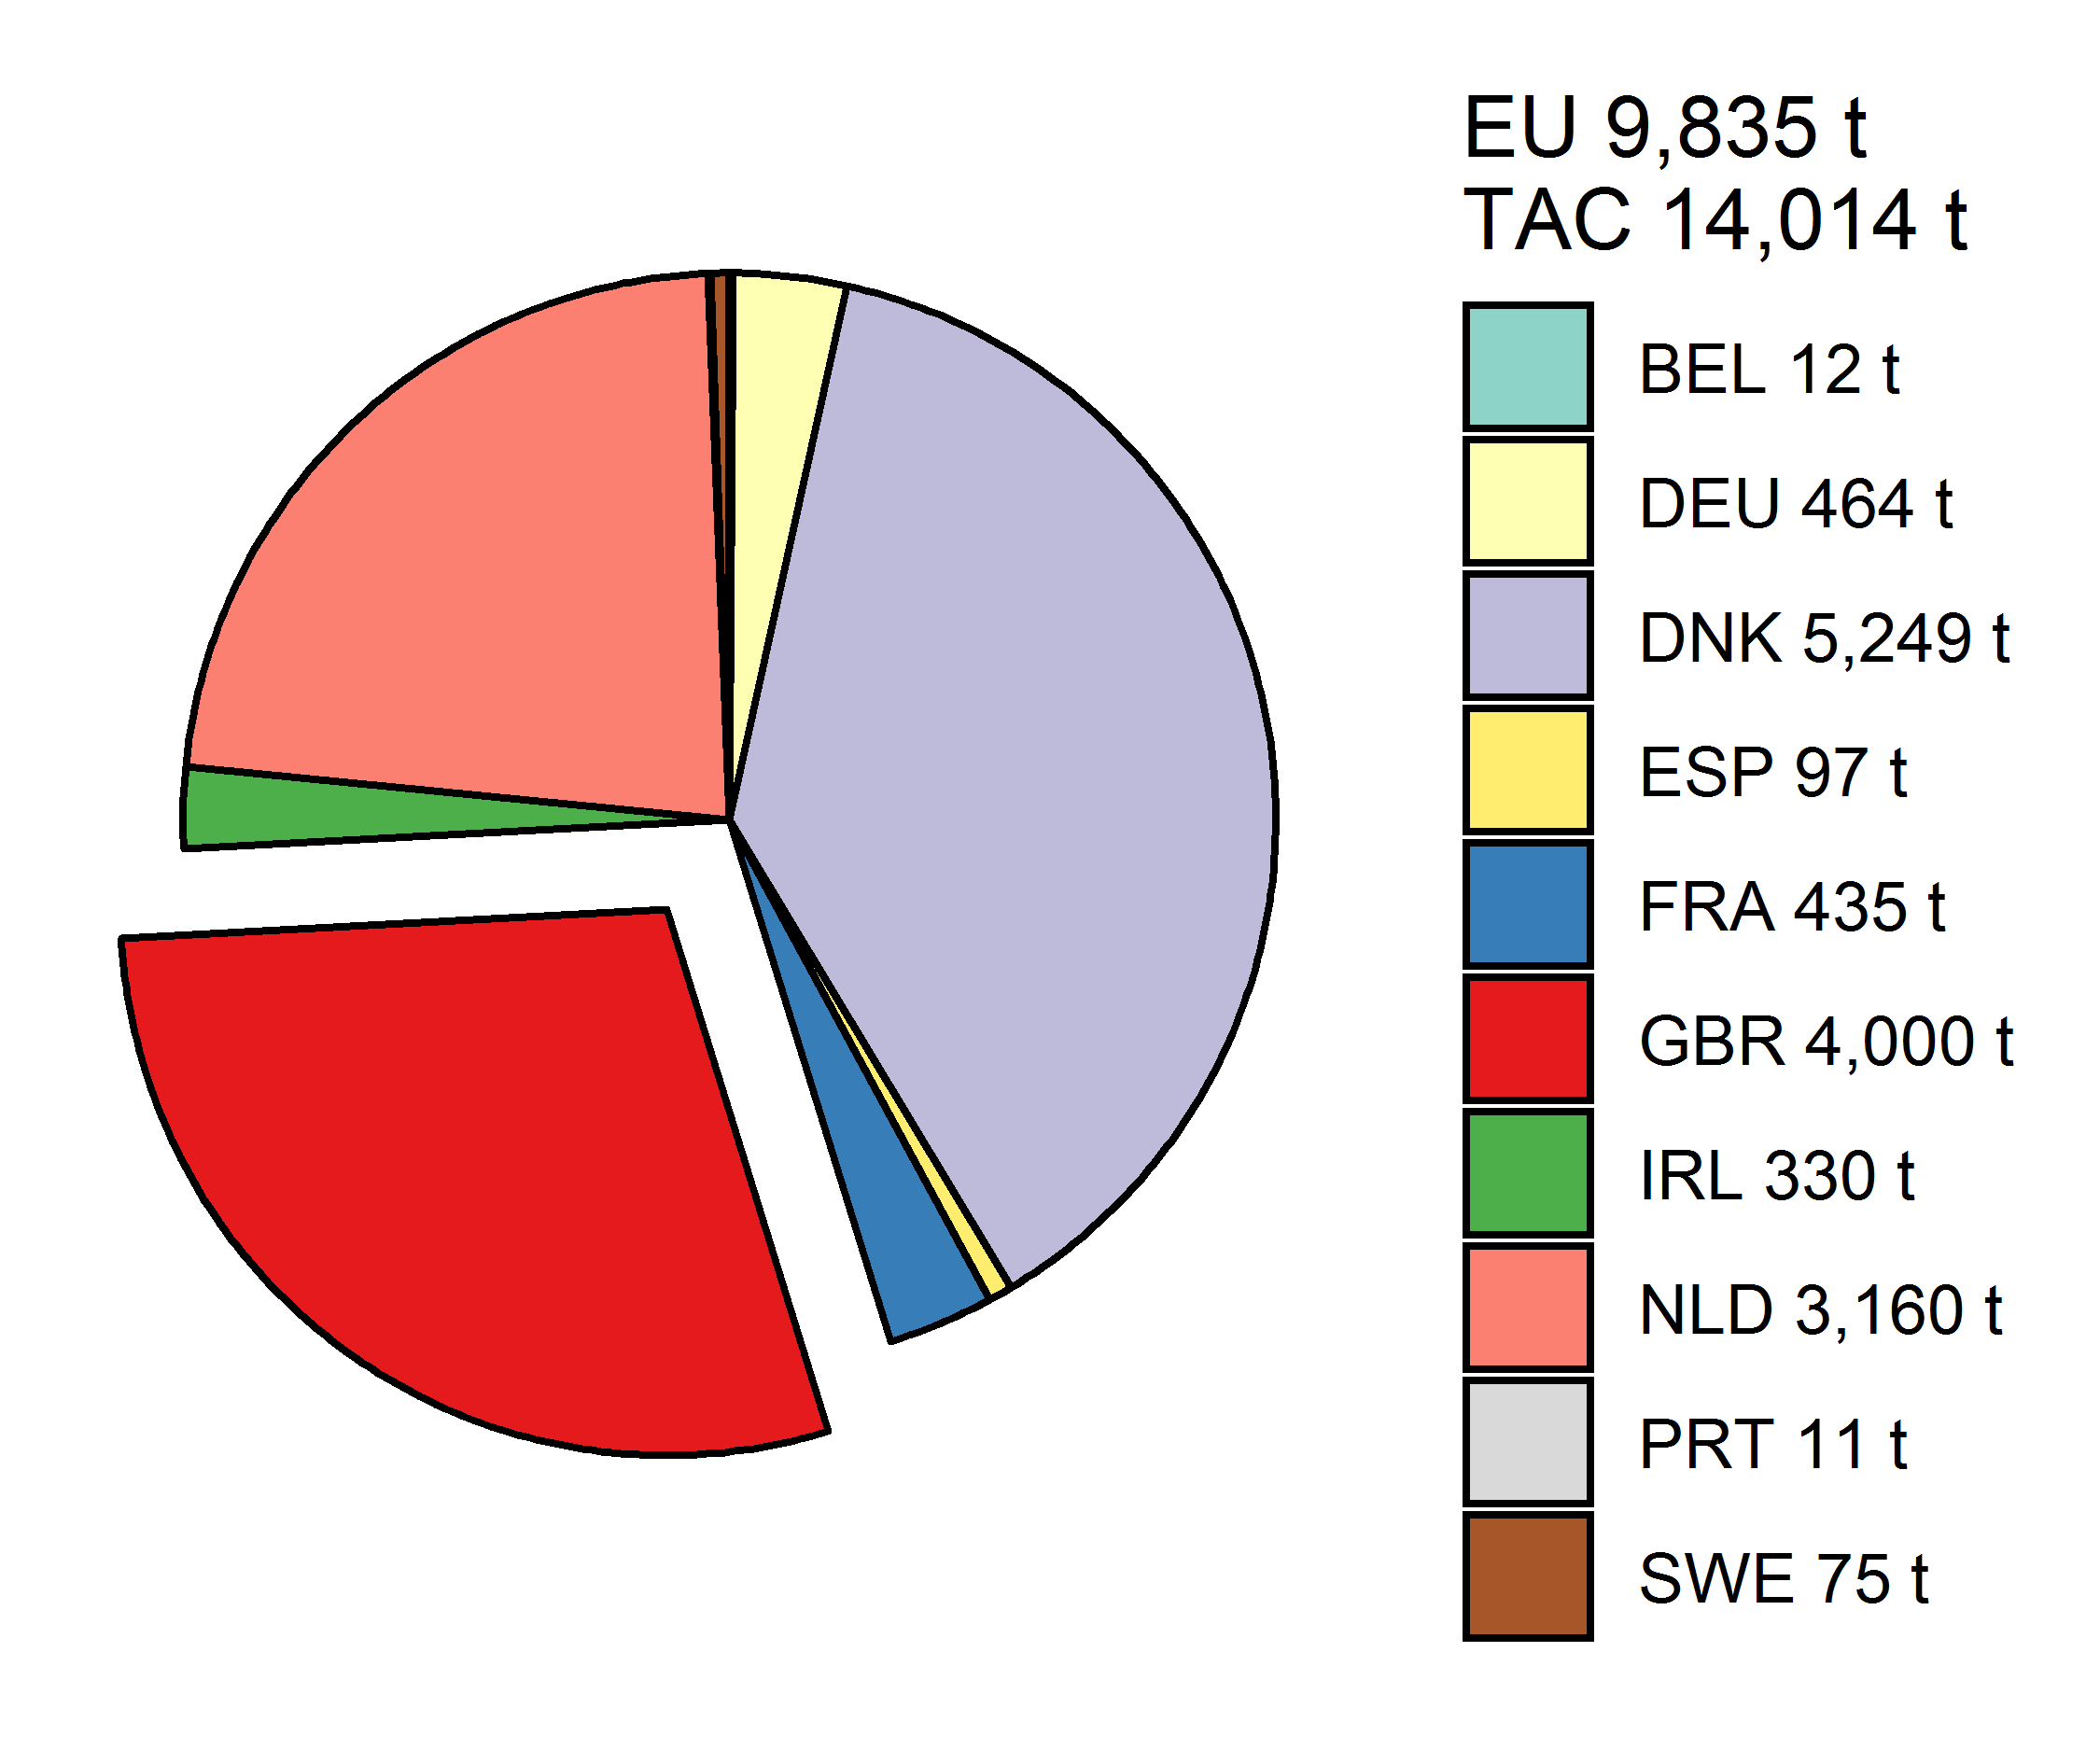 EU 9,835 t
TAC 14,014 t
BEL 12 t
DEU 464 t
DNK 5,249 t
ESP 97 t
FRA 435 t
GBR 4,000 t
IRL 330 t
NLD 3,160 t
PRT 11 t
SWE 75 t